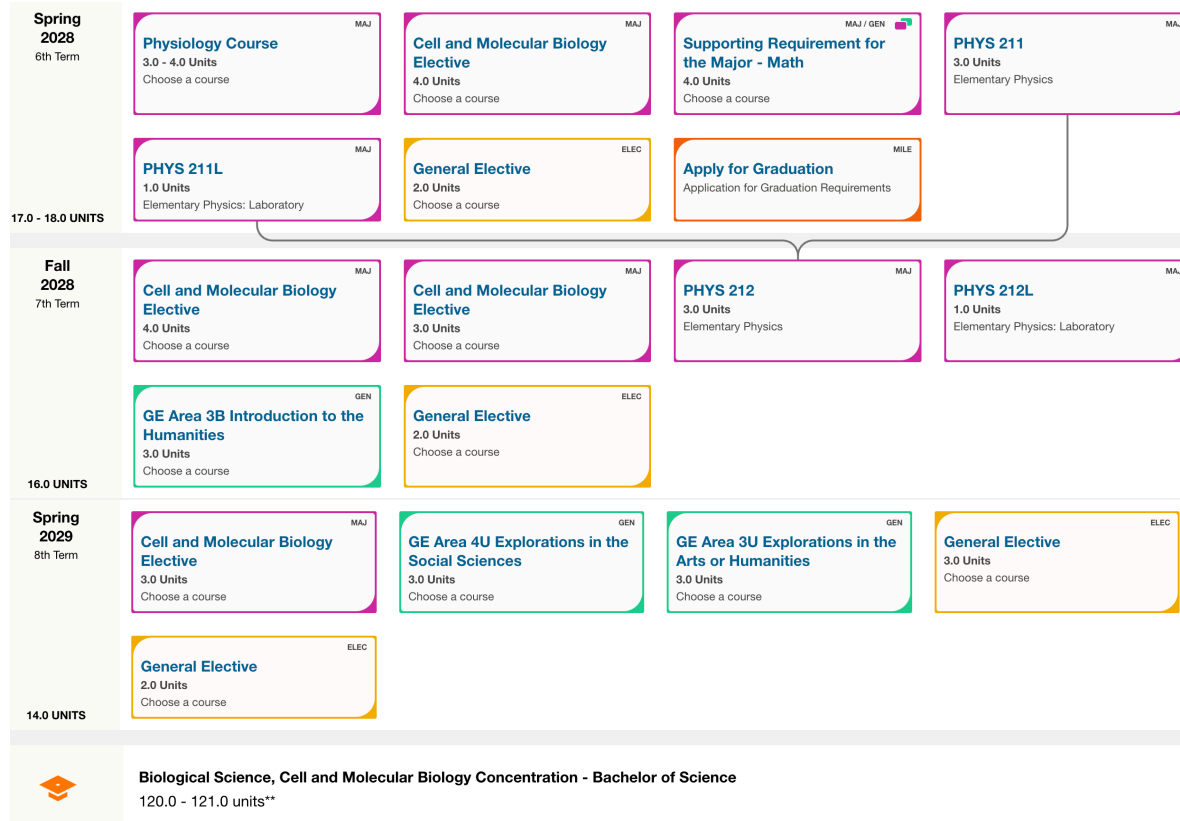 Spring
2028
6th Term
17.0 - 18.0 UNITS
MAJ
Physiology Course
3.0 - 4.0 Units
Choose a course
MAJ
Cell and Molecular Biology
Elective
4.0 Units
Choose a course
MAJ / GEN
Supporting Requirement for
the Major - Math
4.0 Units
Choose a course
MAJ
PHYS 211
3.0 Units
Elementary Physics
MAJ
PHYS 211L
1.0 Units
Elementary Physics: Laboratory
ELEC
General Elective
2.0 Units
Choose a course
MILE
Apply for Graduation
Application for Graduation Requirements
Fall
2028
7th Term
16.0 UNITS
MAJ
Cell and Molecular Biology
Elective
4.0 Units
Choose a course
MAJ
Cell and Molecular Biology
Elective
3.0 Units
Choose a course
MAJ
PHYS 212
3.0 Units
Elementary Physics
MAJ
PHYS 212L
1.0 Units
Elementary Physics: Laboratory
GEN
GE Area 3B Introduction to the
Humanities
3.0 Units
Choose a course
ELEC
General Elective
2.0 Units
Choose a course
Spring
2029
8th Term
14.0 UNITS
MAJ
Cell and Molecular Biology
Elective
3.0 Units
Choose a course
GEN
GE Area 4U Explorations in the
Social Sciences
3.0 Units
Choose a course
GEN
GE Area 3U Explorations in the
Arts or Humanities
3.0 Units
Choose a course
ELEC
General Elective
3.0 Units
Choose a course
ELEC
General Elective
2.0 Units
Choose a course
Biological Science, Cell and Molecular Biology Concentration - Bachelor of Science
120.0 - 121.0 units**